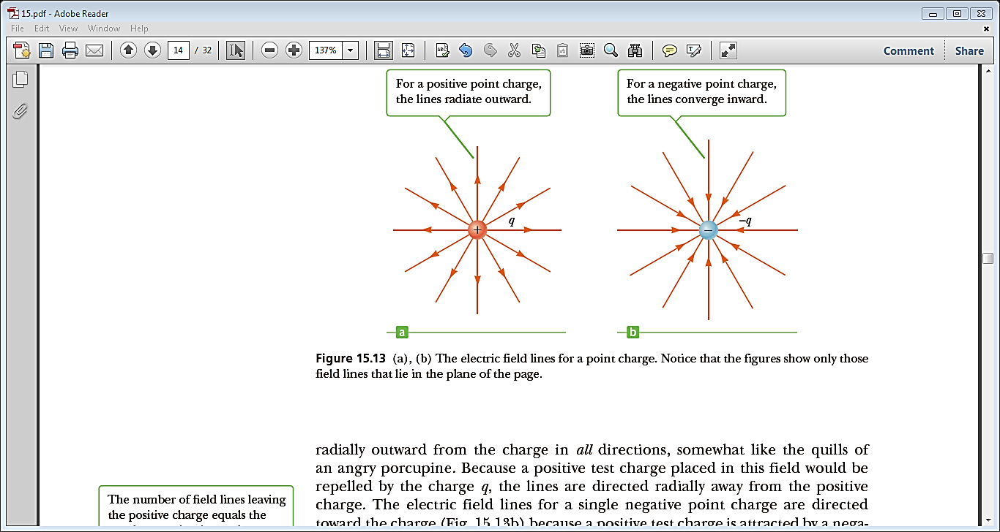 15.pdf - Adobe Reader
File Edit View Window Help
14 / 32 137% Comment Share
For a positive point charge,
the lines radiate outward.
For a negative point charge,
the lines converge inward.
q
+
–q
–
a
b
Figure 15.13 (a), (b) The electric field lines for a point charge. Notice that the figures show only those
field lines that lie in the plane of the page.
radially outward from the charge in all directions, somewhat like the quills of
an angry porcupine. Because a positive test charge placed in this field would be
repelled by the charge q, the lines are directed radially away from the positive
charge. The electric field lines for a single negative point charge are directed
toward the charge (Fig. 15.13b) because a positive test charge is attracted by a nega-
The number of field lines leaving
the positive charge equals the